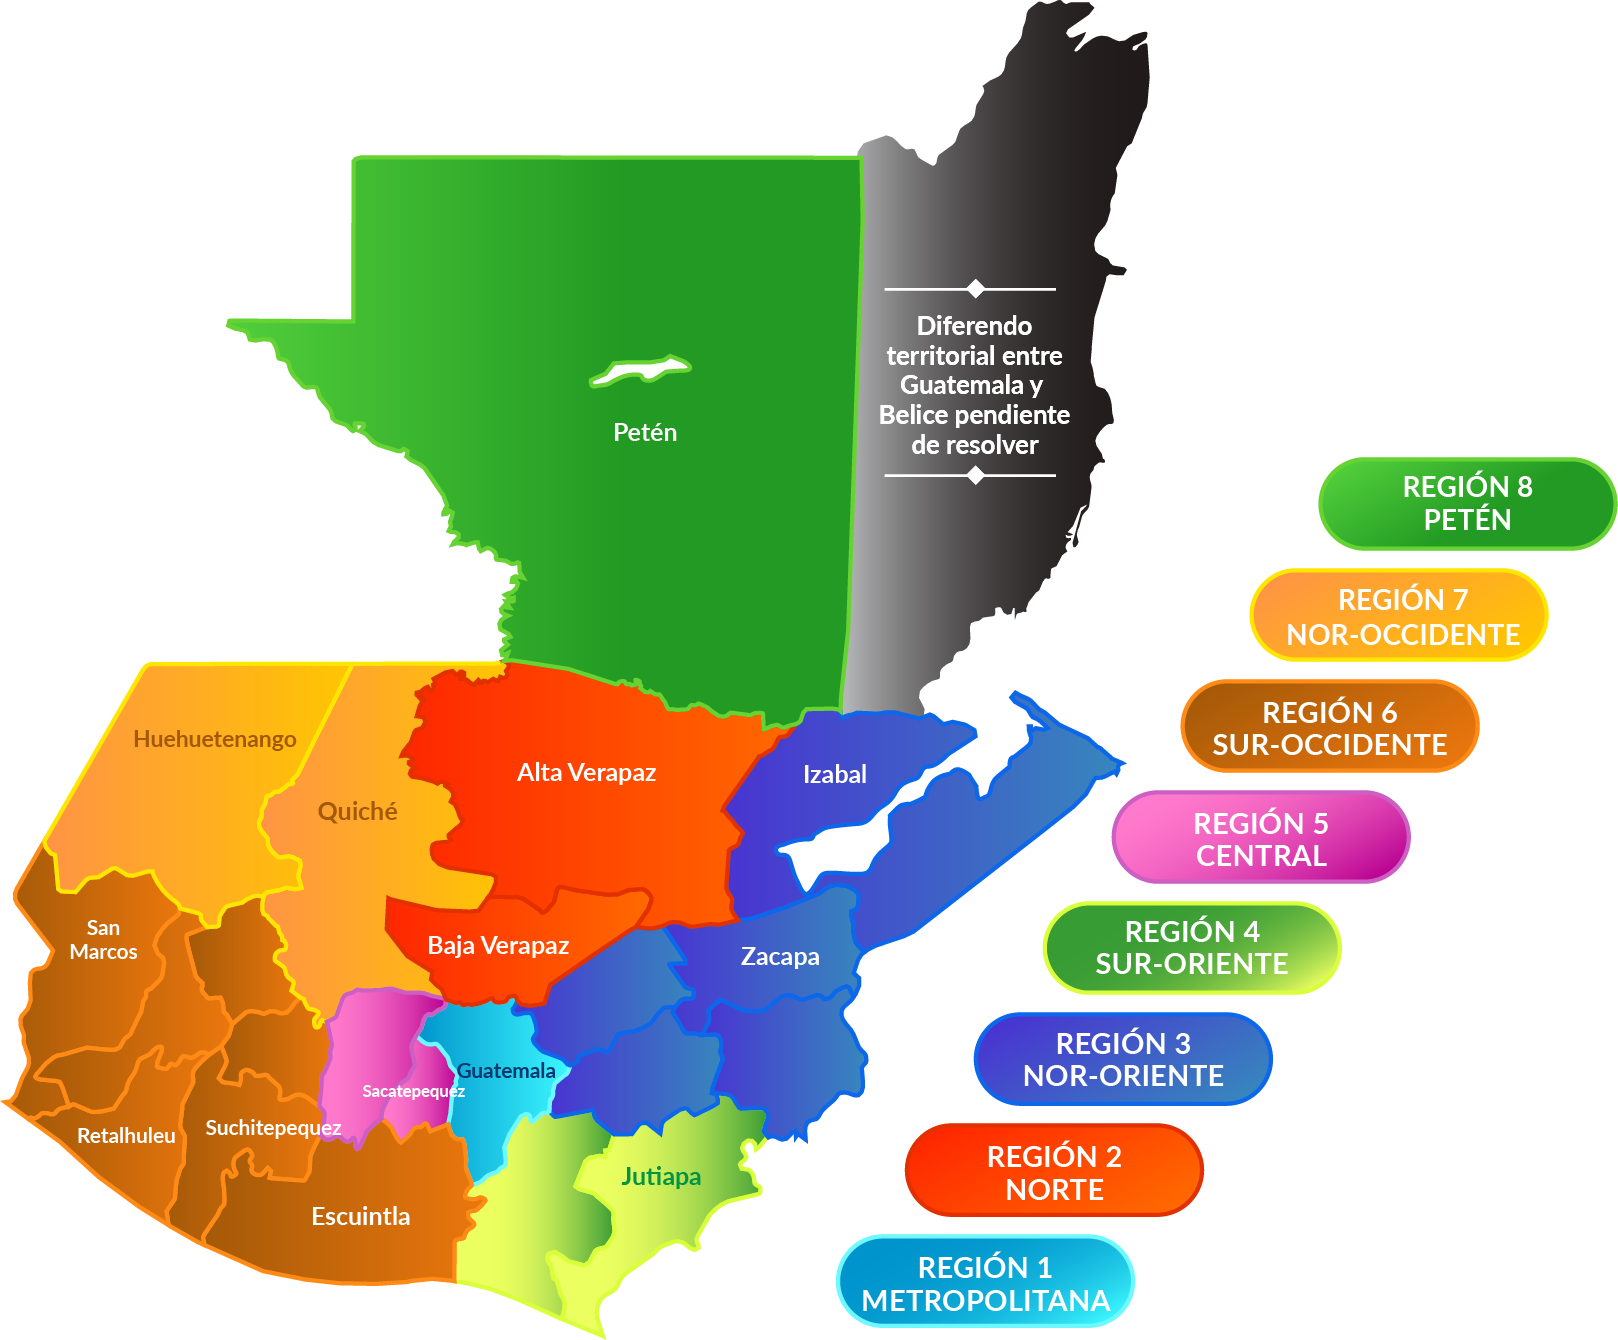 Diferendo
territorial entre
Guatemala y
Belice pendiente
de resolver
Petén
Huehuetenango
Quiché
Alta Verapaz
Izabal
San
Marcos
Baja Verapaz
Zacapa
Guatemala
Sacatepequez
Retalhuleu
Suchitepequez
Jutiapa
Escuintla
REGIÓN 8
PETÉN
REGIÓN 7
NOR-OCCIDENTE
REGIÓN 6
SUR-OCCIDENTE
REGIÓN 5
CENTRAL
REGIÓN 4
SUR-ORIENTE
REGIÓN 3
NOR-ORIENTE
REGIÓN 2
NORTE
REGIÓN 1
METROPOLITANA